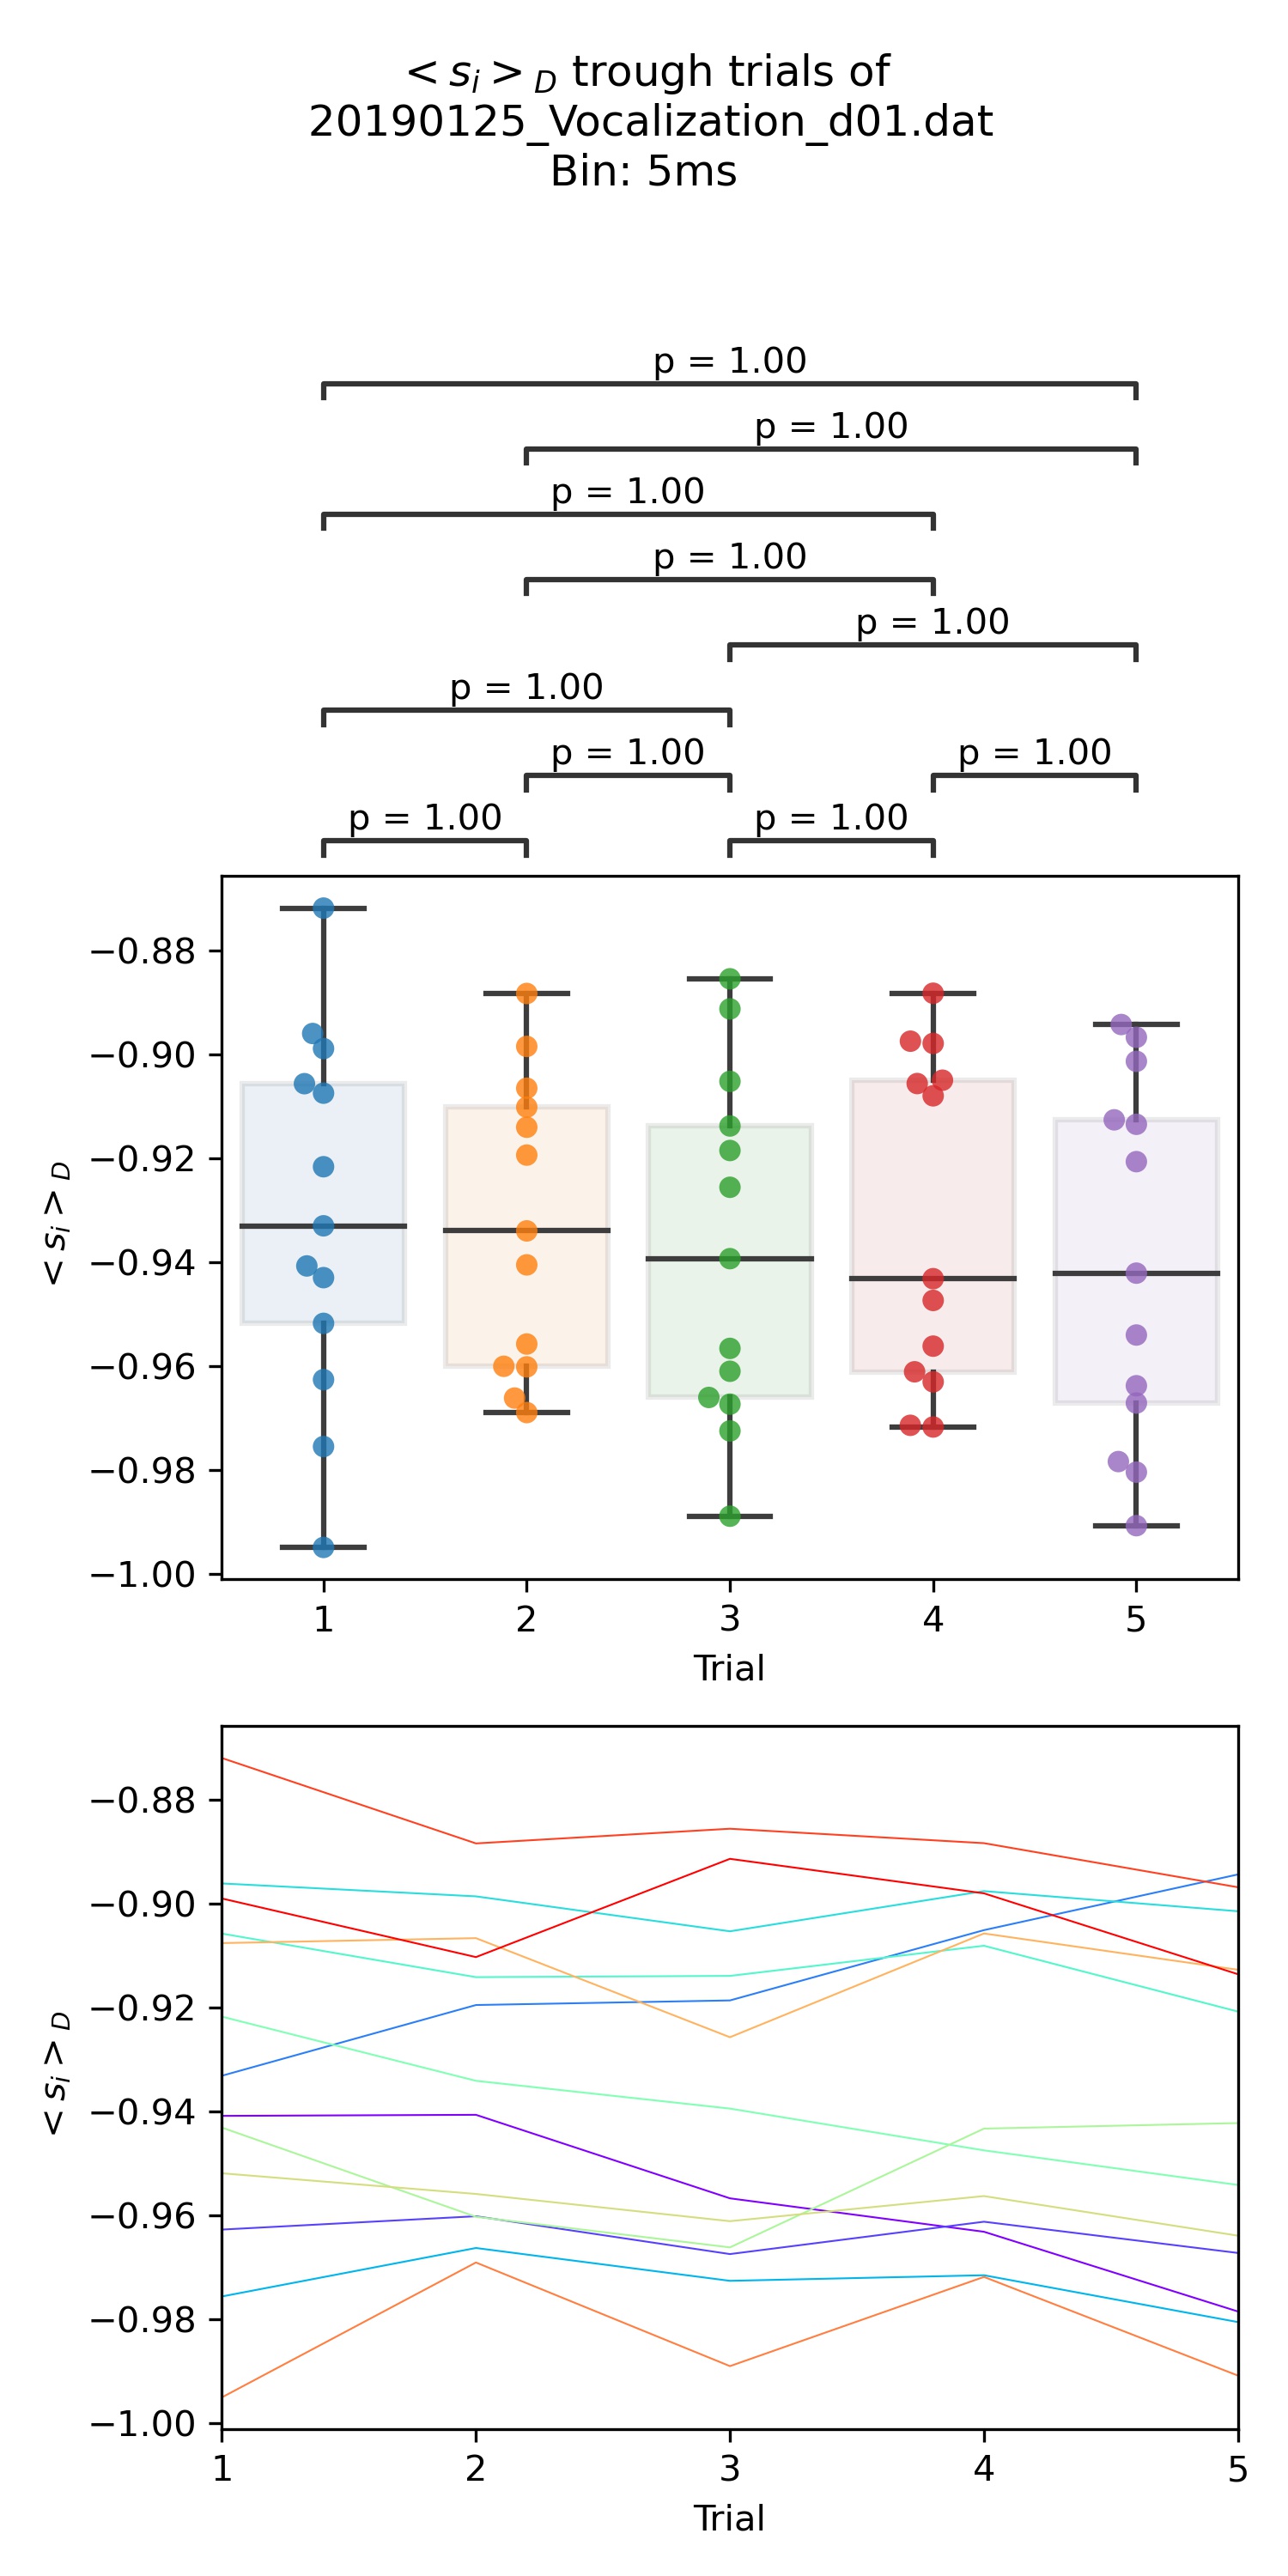 < s_i >_D trough trials of
20190125_Vocalization_d01.dat
Bin: 5ms
p = 1.00
p = 1.00
p = 1.00
p = 1.00
p = 1.00
p = 1.00
p = 1.00 p = 1.00
p = 1.00 p = 1.00
−0.88
−0.90
−0.92
−0.94
−0.96
−0.98
−1.00
< s_i >_D
1 2 3 4 5
Trial
−0.88
−0.90
−0.92
−0.94
−0.96
−0.98
−1.00
< s_i >_D
1 2 3 4 5
Trial